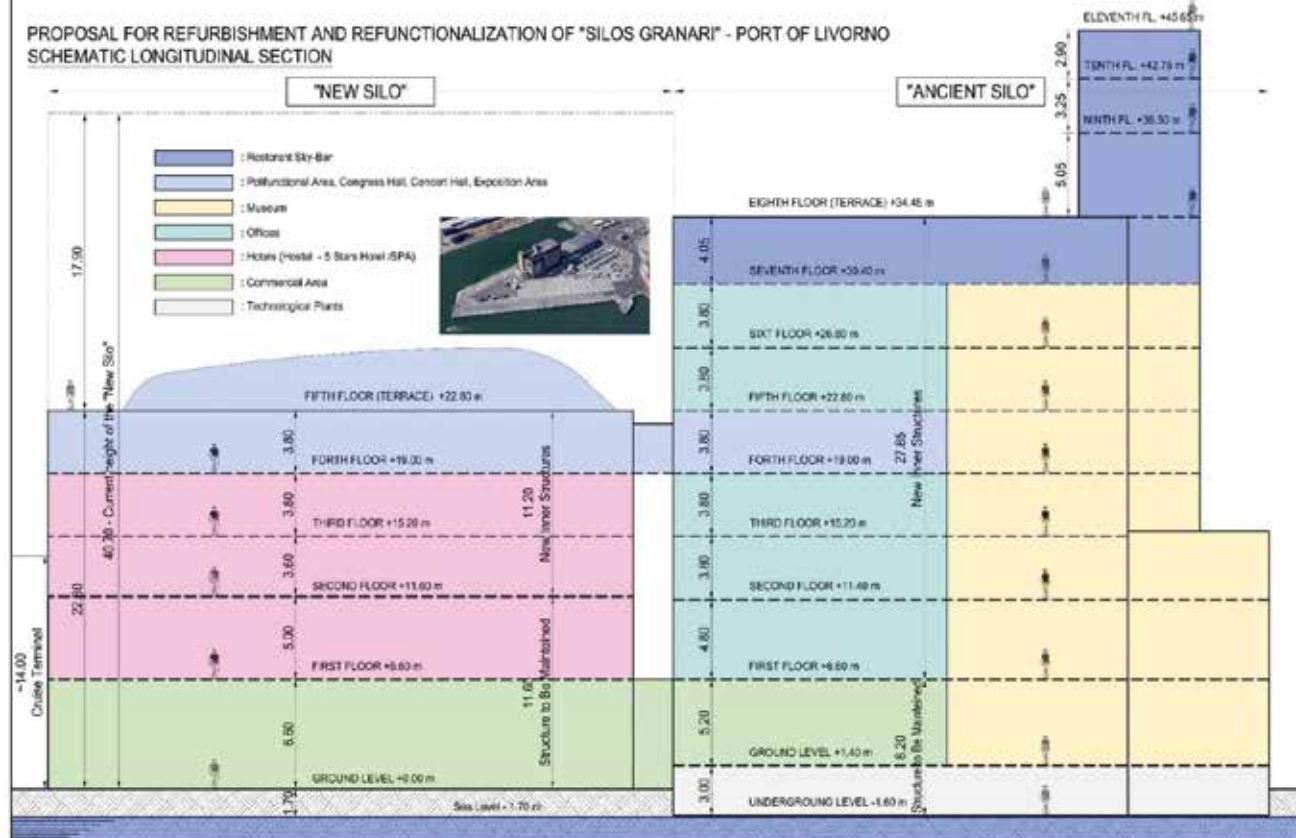 PROPOSAL FOR REFURBISHMENT AND REFUNCTIONALIZATION OF "SILOS GRANARI" - PORT OF LIVORNO
SCHEMATIC LONGITUDINAL SECTION
"NEW SILO"
"ANCIENT SILO"
: Restorant Sky-Bar
: Polifunctional Area, Congress Hall, Concert Hall, Exposition Area
: Museum
: Offices
: Hotels (Hostel - 5 Stars Hotel /SPA)
: Commercial Area
: Technological Plants
17.90
40.70 - Current height of the "New Silo"
22.80
~14.00
Cruise Terminal
FIFTH FLOOR (TERRACE) +22.80 m
3.80
FORTH FLOOR +19.00 m
3.80
THIRD FLOOR +15.20 m
3.60
SECOND FLOOR +11.60 m
5.00
FIRST FLOOR +6.60 m
6.60
GROUND LEVEL +0.00 m
1.70
Sea Level - 1.70 m
11.20
New Inner Structures
11.60
Structure to Be Maintained
ELEVENTH FL. +45.65 m
2.90
TENTH FL. +42.75 m
3.25
NINTH FL. +39.50 m
5.05
EIGHTH FLOOR (TERRACE) +34.45 m
4.05
SEVENTH FLOOR +30.40 m
3.80
SIXT FLOOR +26.60 m
3.80
FIFTH FLOOR +22.80 m
3.80
FORTH FLOOR +19.00 m
3.80
THIRD FLOOR +15.20 m
3.80
SECOND FLOOR +11.40 m
4.80
FIRST FLOOR +6.60 m
5.20
GROUND LEVEL +1.40 m
3.00
UNDERGROUNG LEVEL -1.60 m
27.85
New Inner Structures
8.20
Structure to Be Maintained